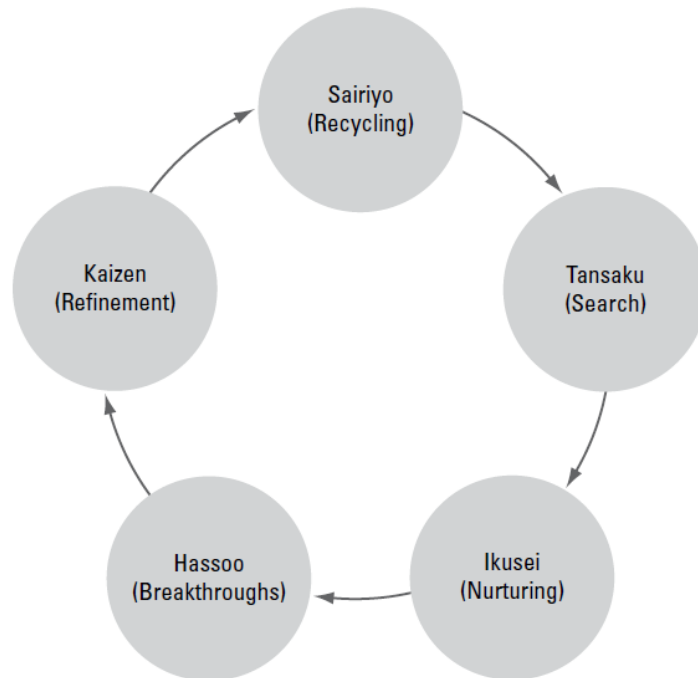 Sairiyo
(Recycling)
Tansaku
(Search)
Ikusei
(Nurturing)
Hassoo
(Breakthroughs)
Kaizen
(Refinement)